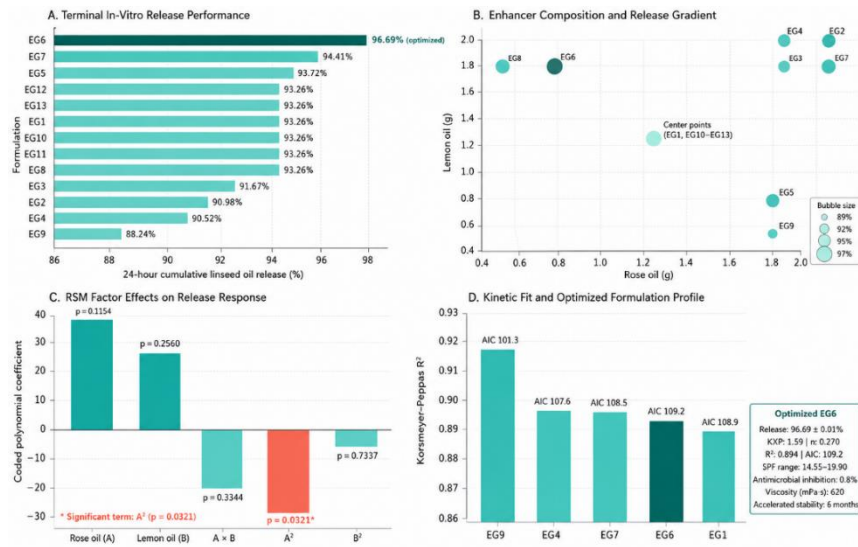 A. Terminal In-Vitro Release Performance
Formulation
EG6
96.69% (optimized)
EG7
94.41%
EG5
93.72%
EG12
93.26%
EG13
93.26%
EG1
93.26%
EG10
93.26%
EG11
93.26%
EG8
93.26%
EG3
91.67%
EG2
90.98%
EG4
90.52%
EG9
88.24%
86 88 90 92 94 96 98
24-hour cumulative linseed oil release (%)
B. Enhancer Composition and Release Gradient
Lemon oil (g)
2.0
1.8
1.6
1.4
1.2
1.0
0.8
0.6
0.4
EG8
EG6
EG4
EG2
EG3
EG7
Center points
(EG1, EG10–EG13)
EG5
EG9
Bubble size
89%
92%
95%
97%
0.4 0.6 0.8 1.0 1.2 1.4 1.6 1.8 2.0
Rose oil (g)
C. RSM Factor Effects on Release Response
Coded polynomial coefficient
40
30
20
10
0
−10
−20
−30
p = 0.1154
p = 0.2560
p = 0.3344
p = 0.0321*
p = 0.7337
* Significant term: A² (p = 0.0321)
Rose oil (A) Lemon oil (B) A × B A² B²
D. Kinetic Fit and Optimized Formulation Profile
Korsmeyer–Peppas R²
0.93
0.92
0.91
0.90
0.89
0.88
0.87
0.86
AIC 101.3
AIC 107.6
AIC 108.5
AIC 109.2
AIC 108.9
EG9 EG4 EG7 EG6 EG1
Optimized EG6
Release: 96.69 ± 0.01%
KXP: 1.59 | n: 0.270
R²: 0.894 | AIC: 109.2
SPF range: 14.55–19.90
Antimicrobial inhibition: 0.8%
Viscosity (mPa·s): 620
Accelerated stability: 6 months